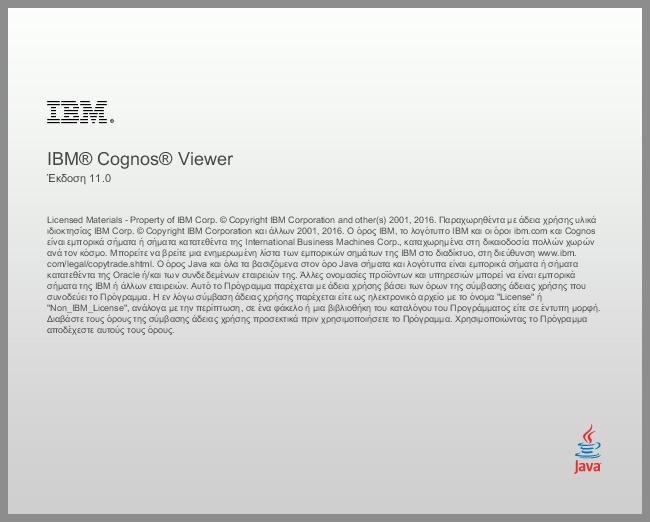 IBM®
IBM® Cognos® Viewer
Έκδοση 11.0
Licensed Materials - Property of IBM Corp. © Copyright IBM Corporation and other(s) 2001, 2016. Παραχωρηθέντα με άδεια χρήσης υλικά
ιδιοκτησίας IBM Corp. © Copyright IBM Corporation και άλλων 2001, 2016. Ο όρος IBM, το λογότυπο IBM και οι όροι ibm.com και Cognos
είναι εμπορικά σήματα ή σήματα κατατεθέντα της International Business Machines Corp., καταχωρημένα στη δικαιοδοσία πολλών χωρών
ανά τον κόσμο. Μπορείτε να βρείτε μια ενημερωμένη λίστα των εμπορικών σημάτων της IBM στο διαδίκτυο, στη διεύθυνση www.ibm.
com/legal/copytrade.shtml. Ο όρος Java και όλα τα βασιζόμενα στον όρο Java σήματα και λογότυπα είναι εμπορικά σήματα ή σήματα
κατατεθέντα της Oracle ή/και των συνδεδεμένων εταιρειών της. Άλλες ονομασίες προϊόντων και υπηρεσιών μπορεί να είναι εμπορικά
σήματα της IBM ή άλλων εταιρειών. Αυτό το Πρόγραμμα παρέχεται με άδεια χρήσης βάσει των όρων της σύμβασης άδειας χρήσης που
συνοδεύει το Πρόγραμμα. Η εν λόγω σύμβαση άδειας χρήσης παρέχεται είτε ως ηλεκτρονικό αρχείο με το όνομα "License" ή
"Non_IBM_License", ανάλογα με την περίπτωση, σε ένα φάκελο ή μια βιβλιοθήκη του καταλόγου του Προγράμματος είτε σε έντυπη μορφή.
Διαβάστε τους όρους της σύμβασης άδειας χρήσης προσεκτικά πριν χρησιμοποιήσετε το Πρόγραμμα. Χρησιμοποιώντας το Πρόγραμμα
αποδέχεστε αυτούς τους όρους.
Java